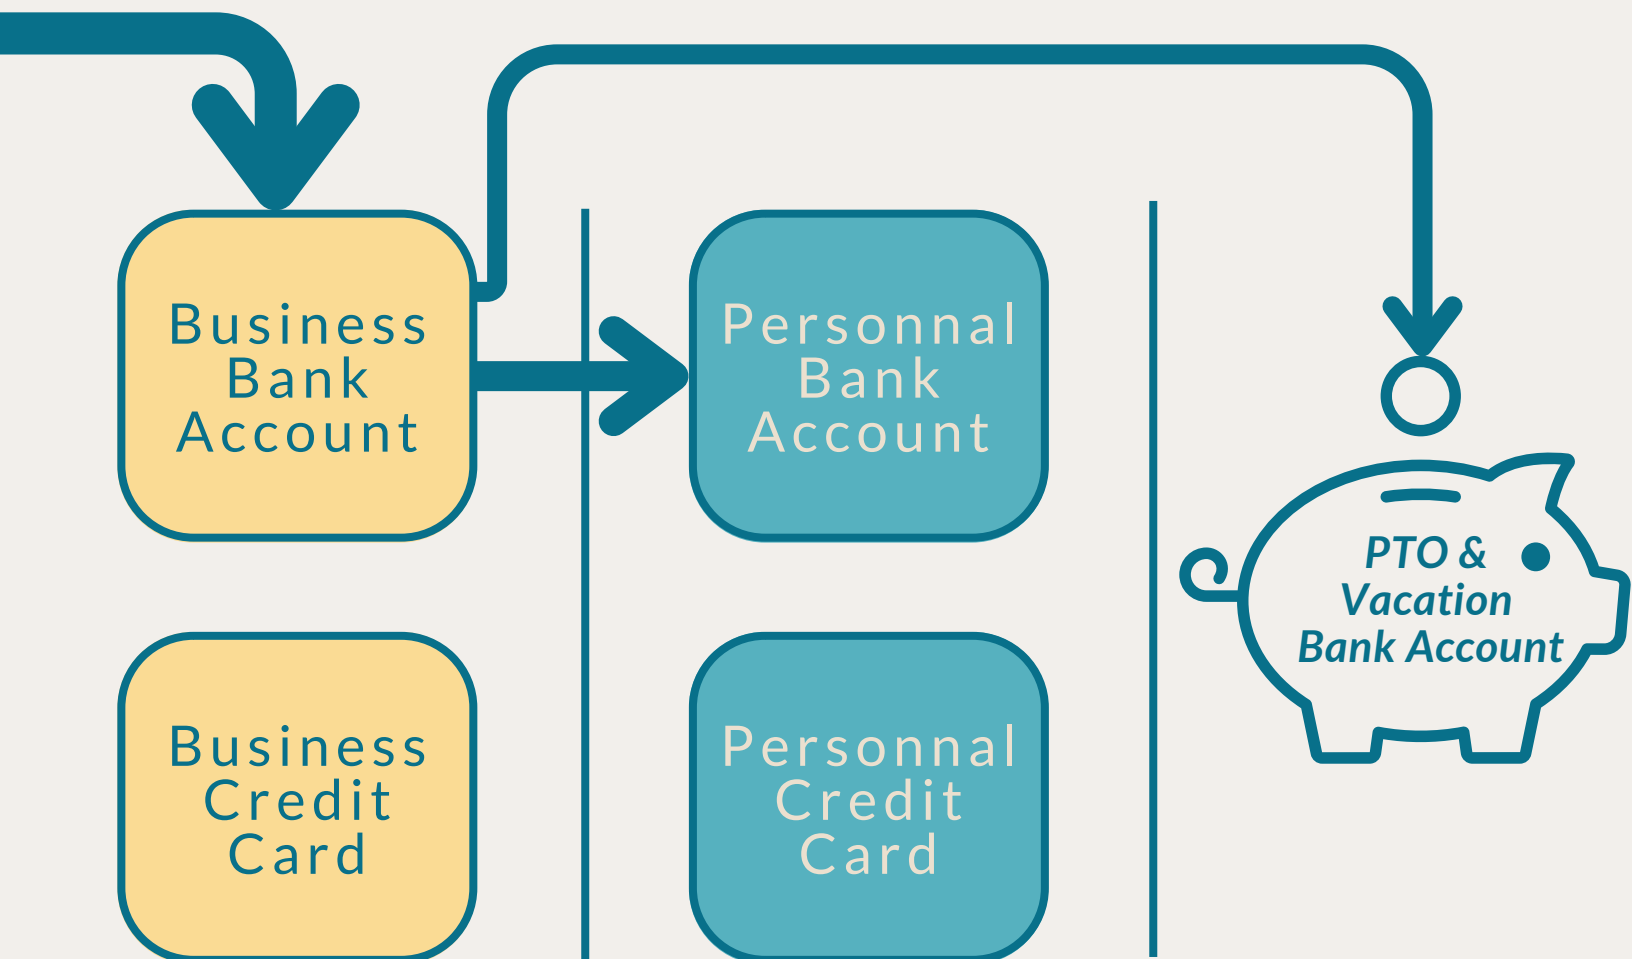 Business
Bank
Account
Personnal
Bank
Account
PTO &
Vacation
Bank Account
Business
Credit
Card
Personnal
Credit
Card